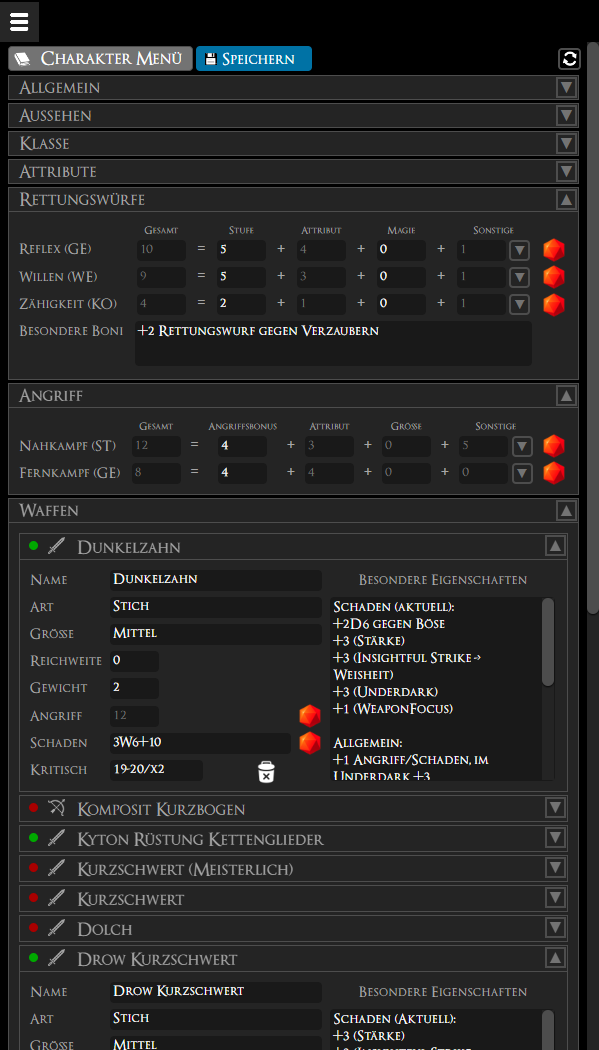 Charakter Menü Speichern
Allgemein
Aussehen
Klasse
Attribute
Rettungswürfe
Gesamt Stufe Attribut Magie Sonstige
Reflex (GE) 10 = 5 + 4 + 0 + 1
Willen (WE) 9 = 5 + 3 + 0 + 1
Zähigkeit (KO) 4 = 2 + 1 + 0 + 1
Besondere Boni +2 Rettungswurf gegen Verzaubern
Angriff
Gesamt Angriffsbonus Attribut Grösse Sonstige
Nahkampf (ST) 12 = 4 + 3 + 0 + 5
Fernkampf (GE) 8 = 4 + 4 + 0 + 0
Waffen
Dunkelzahn
Name Dunkelzahn
Art Stich
Grösse Mittel
Reichweite 0
Gewicht 2
Angriff 12
Schaden 3W6+10
Kritisch 19-20/x2
Besondere Eigenschaften
Schaden (aktuell):
+2D6 gegen Böse
+3 (Stärke)
+3 (Insightful Strike ->
Weisheit)
+3 (Underdark)
+1 (WeaponFocus)
Allgemein:
+1 Angriff/Schaden, im
Underdark +3
Komposit Kurzbogen
Kyton Rüstung Kettenglieder
Kurzschwert (Meisterlich)
Kurzschwert
Dolch
Drow Kurzschwert
Name Drow Kurzschwert
Art Stich
Grösse Mittel
Besondere Eigenschaften
Schaden (Aktuell):
+3 (Stärke)